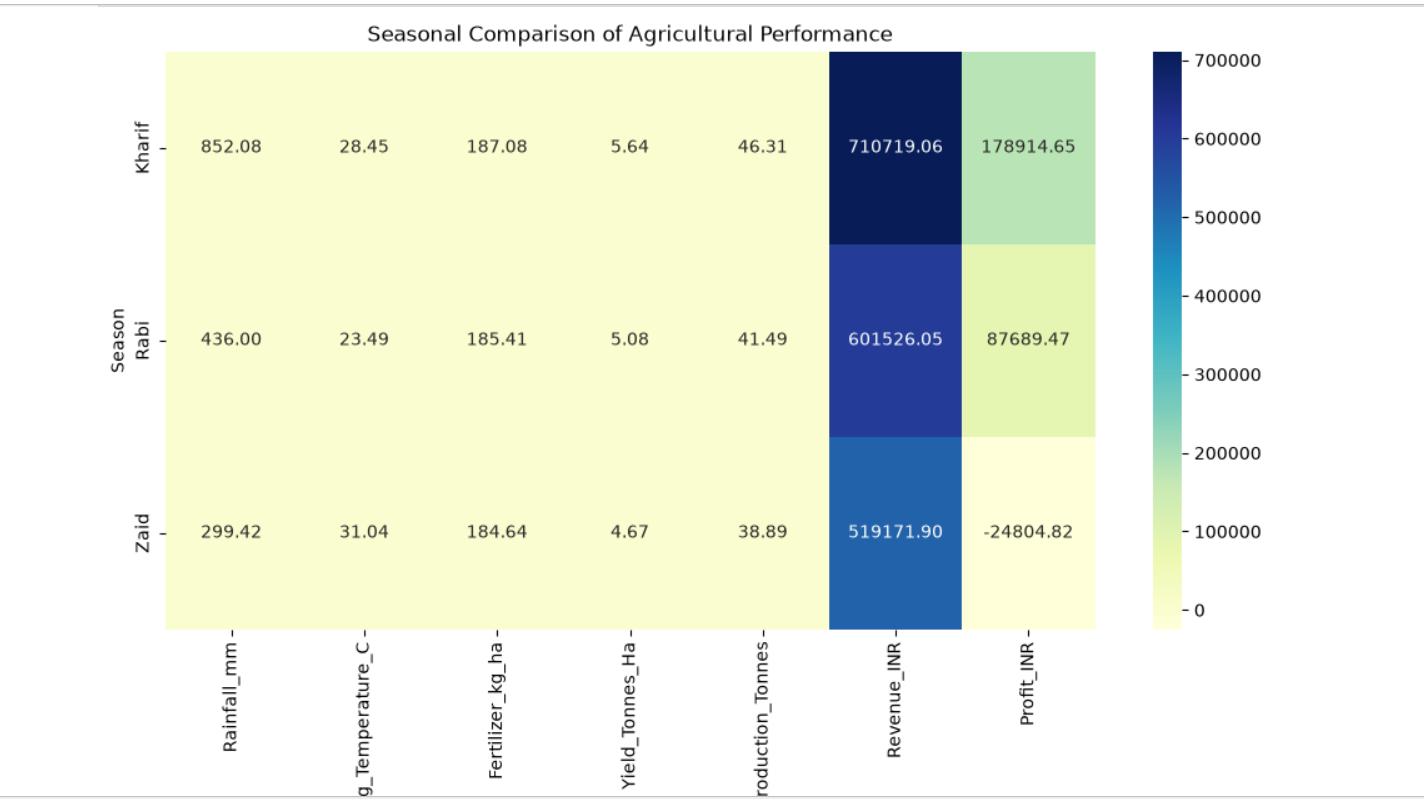 Seasonal Comparison of Agricultural Performance
Kharif 852.08 28.45 187.08 5.64 46.31 710719.06 178914.65
Rabi 436.00 23.49 185.41 5.08 41.49 601526.05 87689.47
Zaid 299.42 31.04 184.64 4.67 38.89 519171.90 -24804.82
Season
Rainfall_mm
g_Temperature_C
Fertilizer_kg_ha
Yield_Tonnes_Ha
roduction_Tonnes
Revenue_INR
Profit_INR
700000
600000
500000
400000
300000
200000
100000
0